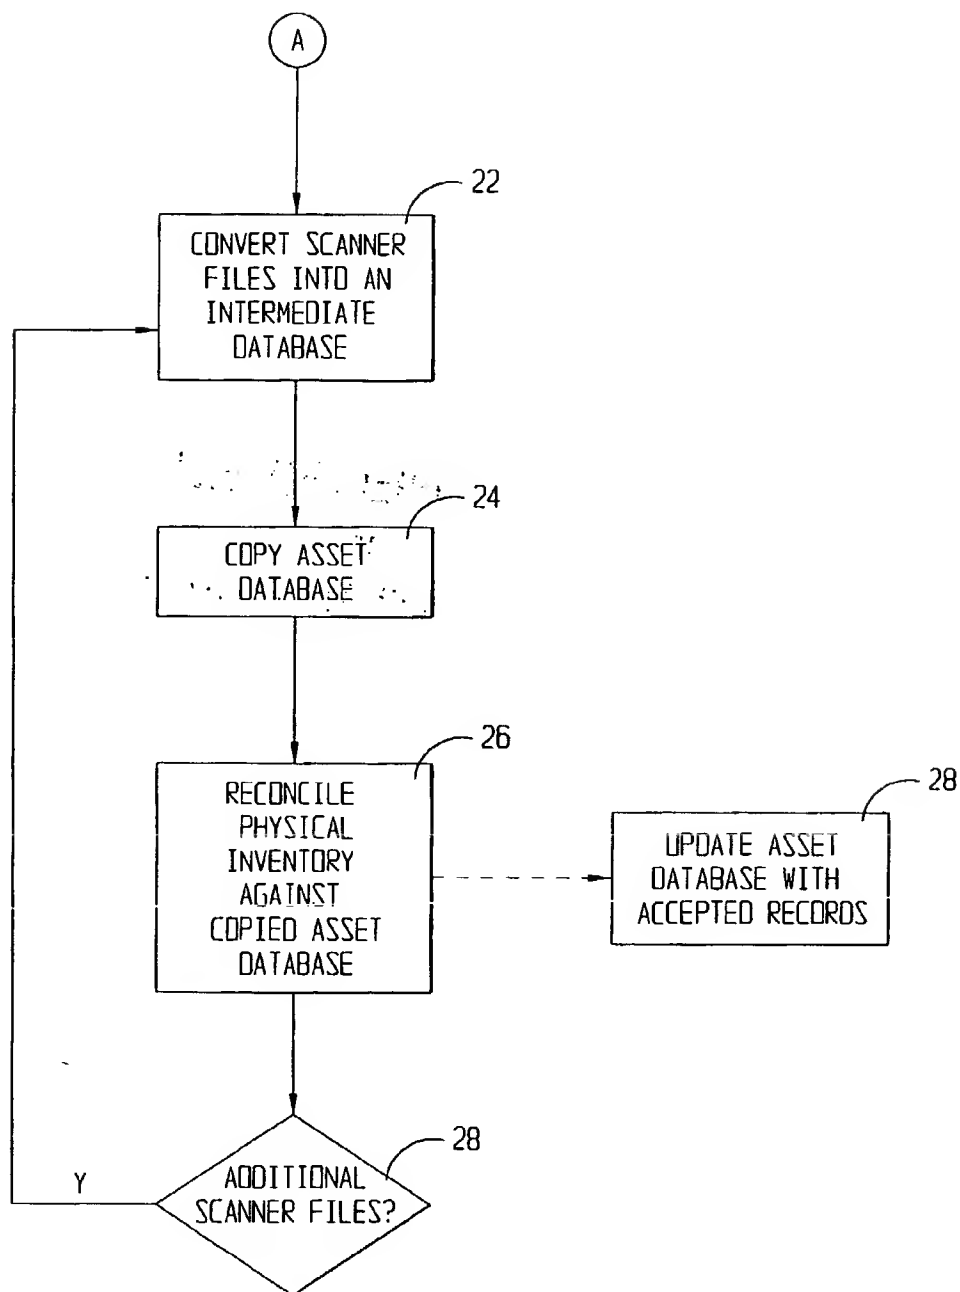 A
22
CONVERT SCANNER
FILES INTO AN
INTERMEDIATE
DATABASE
24
COPY ASSET
DATABASE
26
RECONCILE
PHYSICAL
INVENTORY
AGAINST
COPIED ASSET
DATABASE
28
UPDATE ASSET
DATABASE WITH
ACCEPTED RECORDS
28
ADDITIONAL
SCANNER FILES?
Y